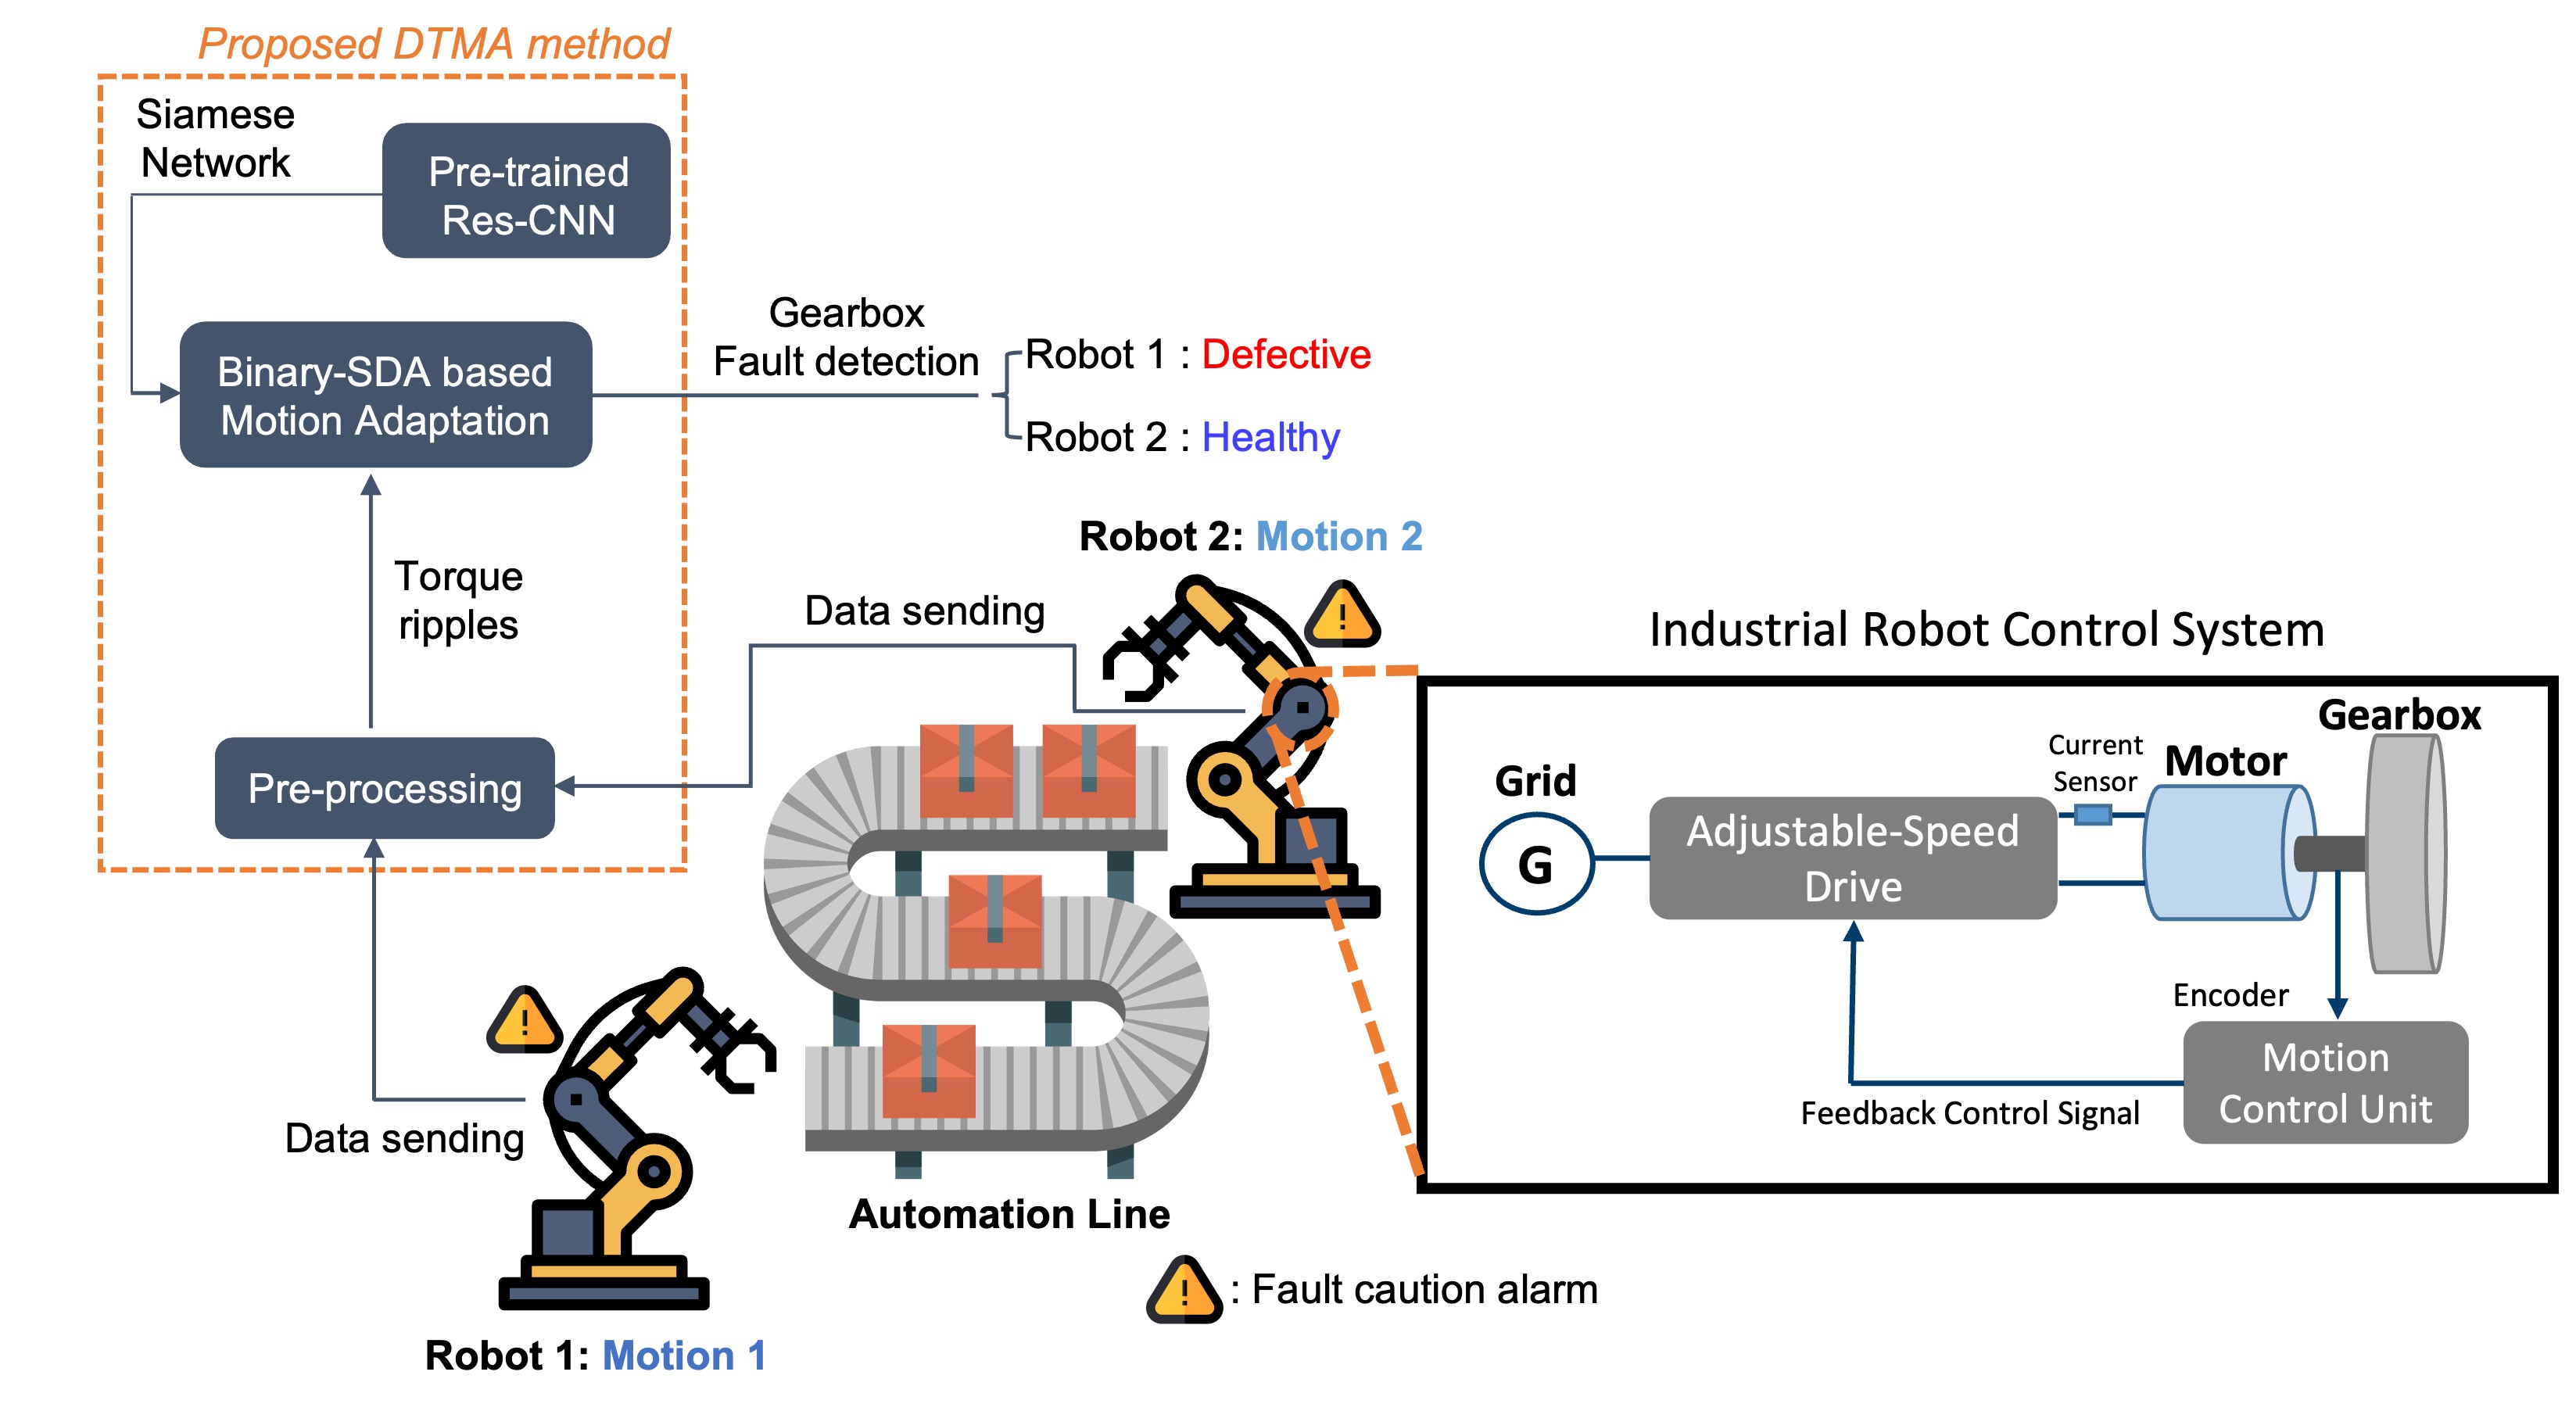 Proposed DTMA method
Siamese
Network
Pre-trained
Res-CNN
Binary-SDA based
Motion Adaptation
Gearbox
Fault detection
Robot 1 : Defective
Robot 2 : Healthy
Torque
ripples
Pre-processing
Data sending
Robot 2: Motion 2
!
Industrial Robot Control System
Grid
G
Adjustable-Speed
Drive
Current
Sensor
Motor
Gearbox
Encoder
Motion
Control Unit
Feedback Control Signal
!
Data sending
Robot 1: Motion 1
Automation Line
! : Fault caution alarm